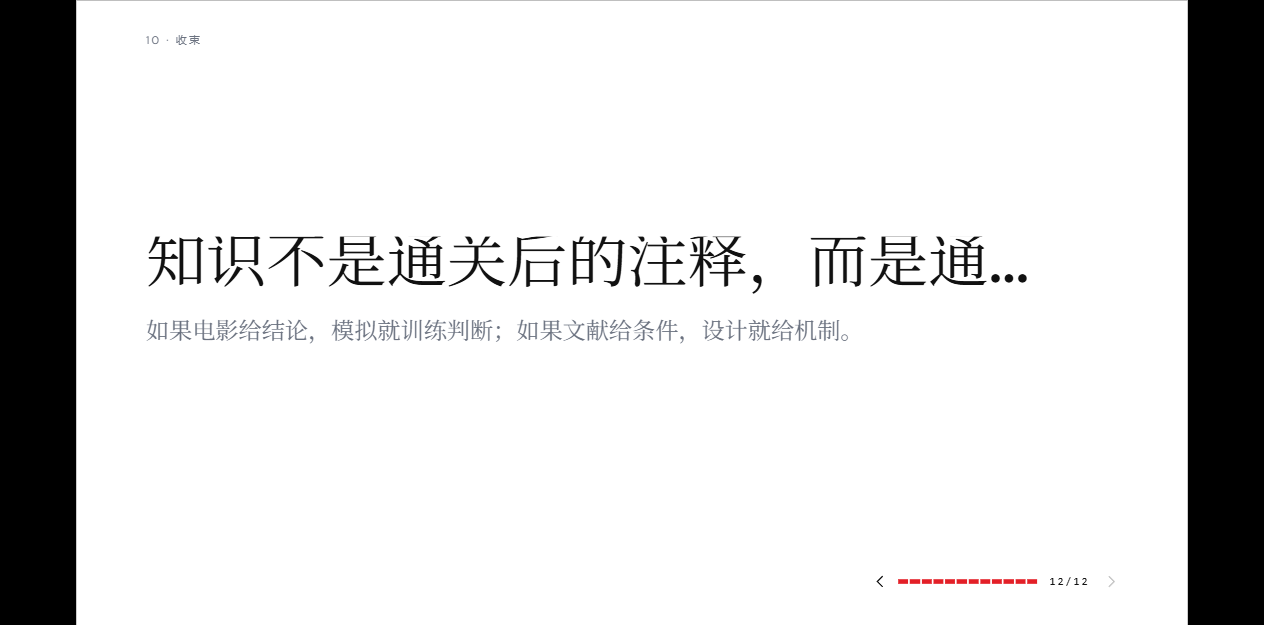 10 · 收束
知识不是通关后的注释，而是通...
如果电影给结论，模拟就训练判断；如果文献给条件，设计就给机制。
12/12